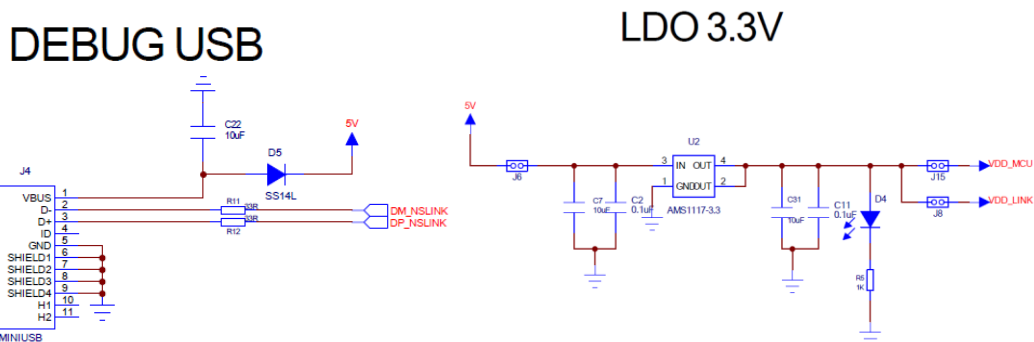 DEBUG USB
LDO 3.3V
C22
10uF
D5
SS14L
5V
J4
VBUS 1
D- 2
D+ 3
ID 4
GND 5
SHIELD1 6
SHIELD2 7
SHIELD3 8
SHIELD4 9
H1 10
H2 11
MINIUSB
R11 33R
R12 33R
DM_NSLINK
DP_NSLINK
5V
J6
C7
10uF
C2
0.1uF
U2
3 IN OUT 4
1 GNDOUT 2
AMS1117-3.3
C31
10uF
C11
0.1uF
D4
R5
1K
J15
VDD_MCU
J8
VDD_LINK